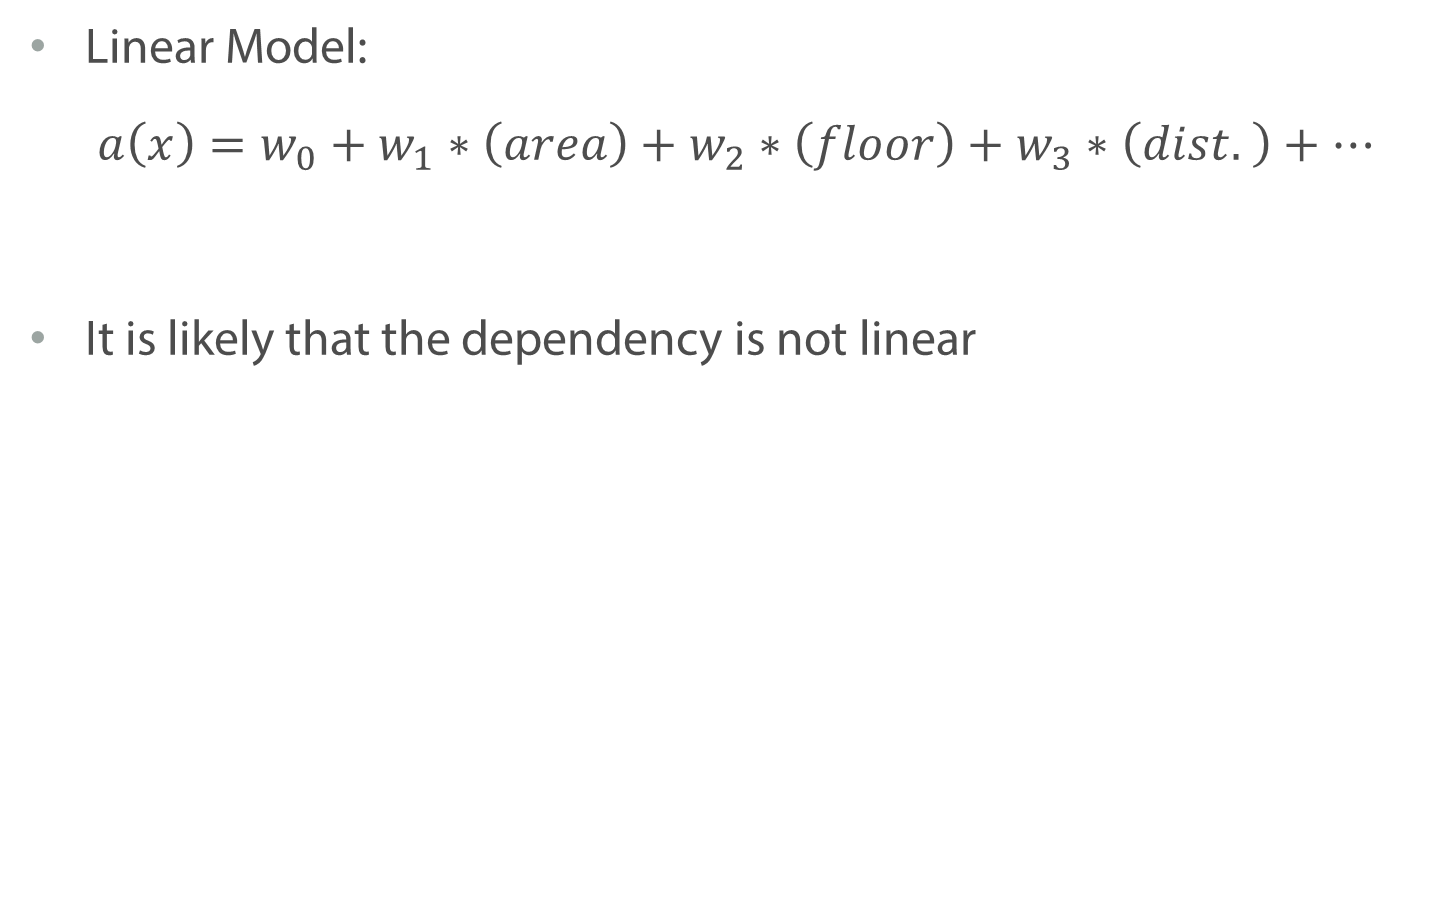 • Linear Model:
a(x) = w₀ + w₁ * (area) + w₂ * (floor) + w₃ * (dist.) + ⋯
• It is likely that the dependency is not linear